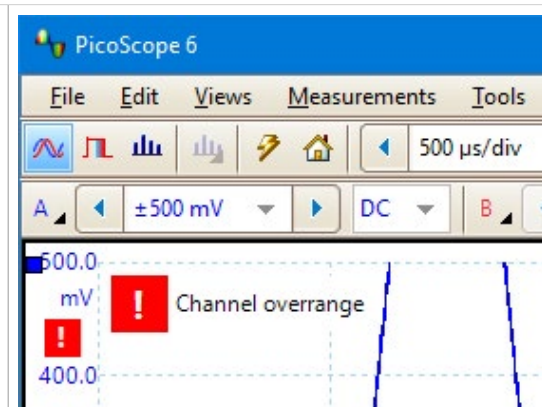 PicoScope 6
File Edit Views Measurements Tools
500 µs/div
A ±500 mV DC B
500.0
mV
! Channel overrange
!
400.0